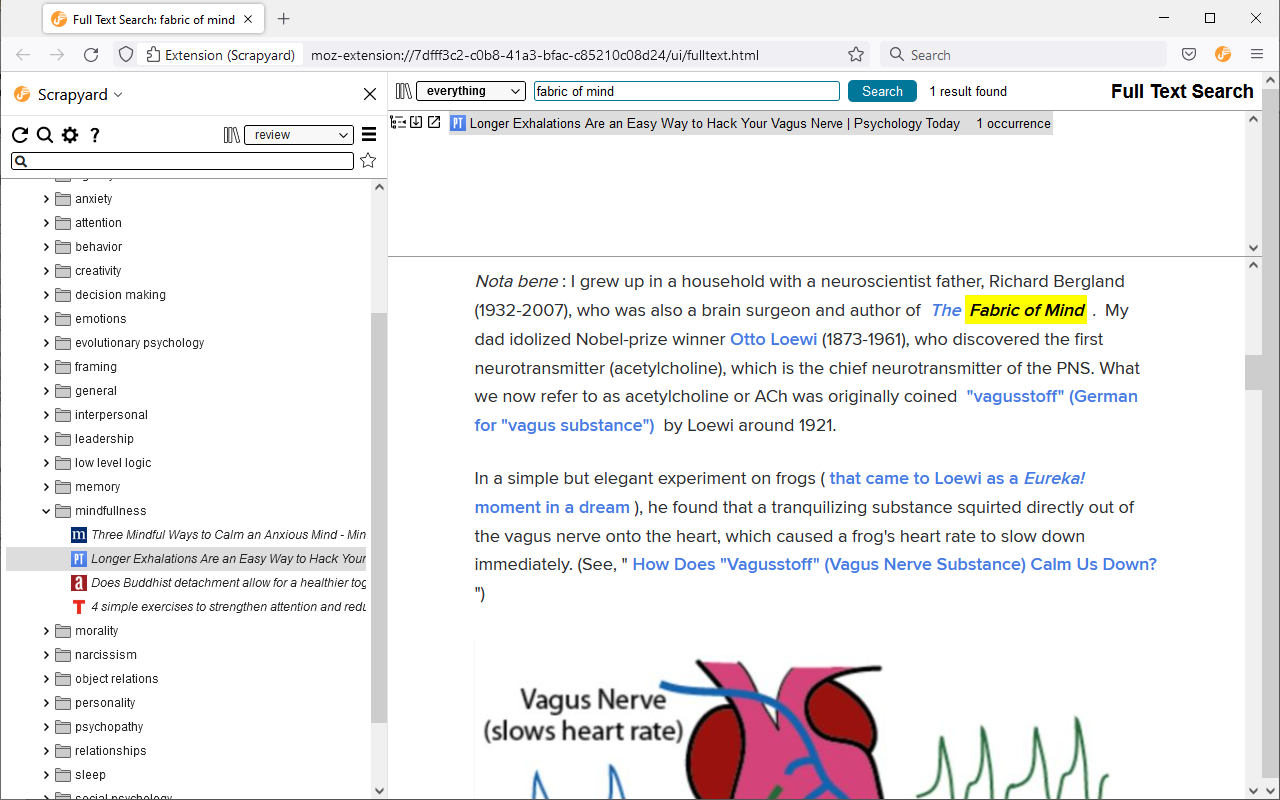 Full Text Search: fabric of mind
Extension (Scrapyard)
moz-extension://7dfff3c2-c0b8-41a3-bfac-c85210c08d24/ui/fulltext.html
Search
Scrapyard
everything
fabric of mind
Search
1 result found
Full Text Search
?
review
PT Longer Exhalations Are an Easy Way to Hack Your Vagus Nerve | Psychology Today 1 occurrence
anxiety
attention
behavior
creativity
decision making
emotions
evolutionary psychology
framing
general
interpersonal
leadership
low level logic
memory
mindfullness
m Three Mindful Ways to Calm an Anxious Mind - Min
PT Longer Exhalations Are an Easy Way to Hack Your
a Does Buddhist detachment allow for a healthier tog
T 4 simple exercises to strengthen attention and redu
morality
narcissism
object relations
personality
psychopathy
relationships
sleep
social psychology
Nota bene : I grew up in a household with a neuroscientist father, Richard Bergland
(1932-2007), who was also a brain surgeon and author of The Fabric of Mind . My
dad idolized Nobel-prize winner Otto Loewi (1873-1961), who discovered the first
neurotransmitter (acetylcholine), which is the chief neurotransmitter of the PNS. What
we now refer to as acetylcholine or ACh was originally coined "vagusstoff" (German
for "vagus substance") by Loewi around 1921.
In a simple but elegant experiment on frogs ( that came to Loewi as a Eureka!
moment in a dream ), he found that a tranquilizing substance squirted directly out of
the vagus nerve onto the heart, which caused a frog's heart rate to slow down
immediately. (See, " How Does "Vagusstoff" (Vagus Nerve Substance) Calm Us Down?
")
Vagus Nerve
(slows heart rate)